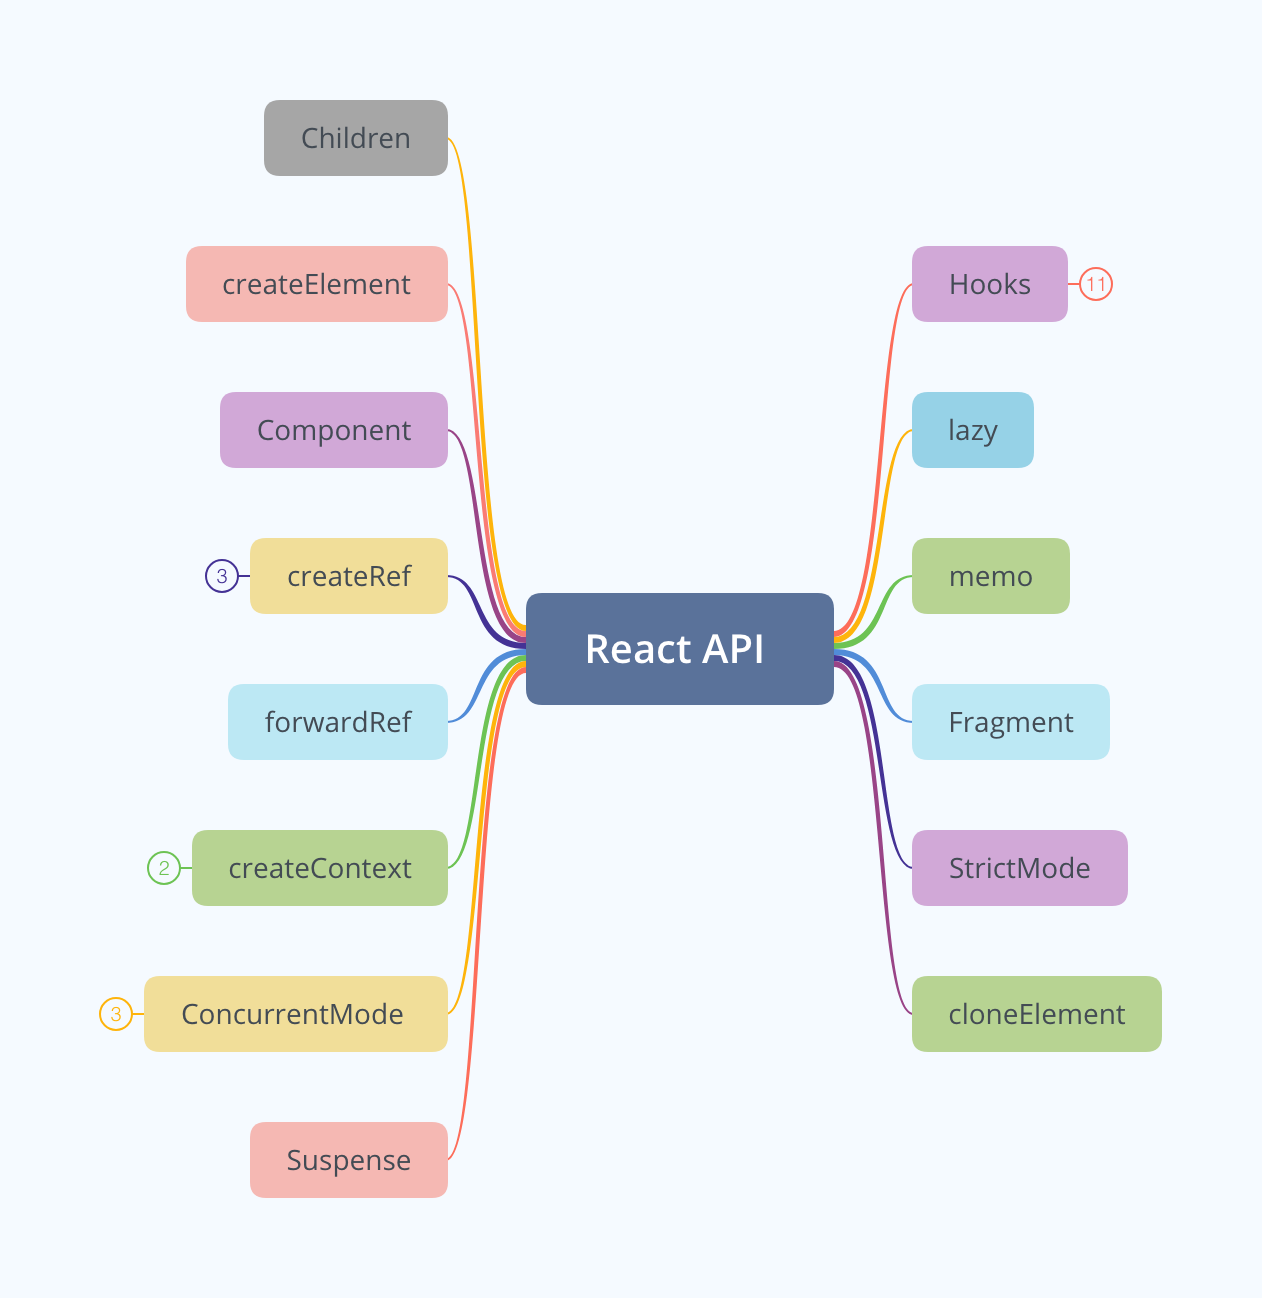 React API
Children
createElement
Component
createRef
3
forwardRef
createContext
2
ConcurrentMode
3
Suspense
Hooks
11
lazy
memo
Fragment
StrictMode
cloneElement